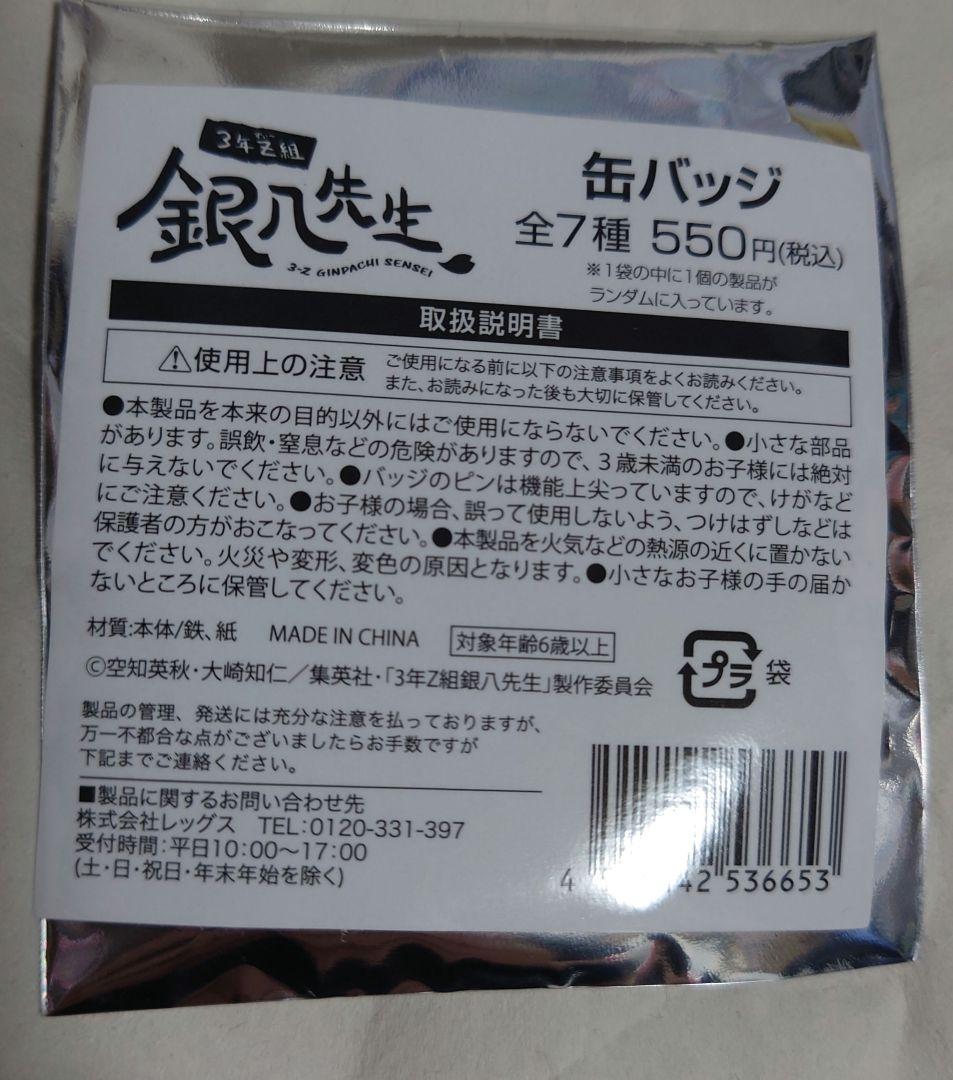 3年Z組
銀八先生
3-Z GINPACHI SENSEI
缶バッジ
全7種 550円(税込)
※1袋の中に1個の製品が
ランダムに入っています。
取扱説明書
⚠使用上の注意
ご使用になる前に以下の注意事項をよくお読みください。
また、お読みになった後も大切に保管してください。
●本製品を本来の目的以外にはご使用にならないでください。●小さな部品
があります。誤飲・窒息などの危険がありますので、3歳未満のお子様には絶対
に与えないでください。●バッジのピンは機能上尖っていますので、けがなど
にご注意ください。●お子様の場合、誤って使用しないよう、つけはずしなどは
保護者の方がおこなってください。●本製品を火気などの熱源の近くに置かない
でください。火災や変形、変色の原因となります。●小さなお子様の手の届か
ないところに保管してください。
材質:本体/鉄、紙 MADE IN CHINA 対象年齢6歳以上
©空知英秋・大崎知仁／集英社・「3年Z組銀八先生」製作委員会
プラ 袋
製品の管理、発送には充分な注意を払っておりますが、
万一不都合な点がございましたらお手数ですが
下記までご連絡ください。
■製品に関するお問い合わせ先
株式会社レッグス TEL:0120-331-397
受付時間:平日10:00～17:00
(土・日・祝日・年末年始を除く)
4 42 536653